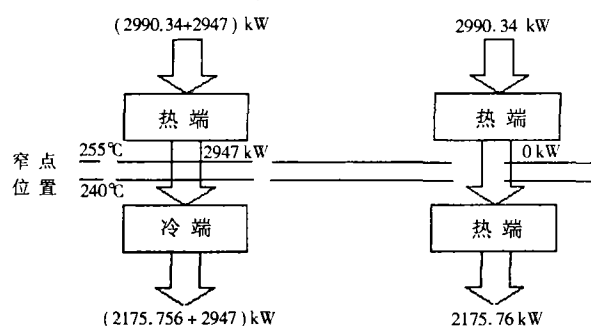 (2990.34+2947) kW
2990.34 kW
热端
热端
窄点
255℃
2947 kW
0 kW
位置
240℃
冷端
热端
(2175.756+2947) kW
2175.76 kW